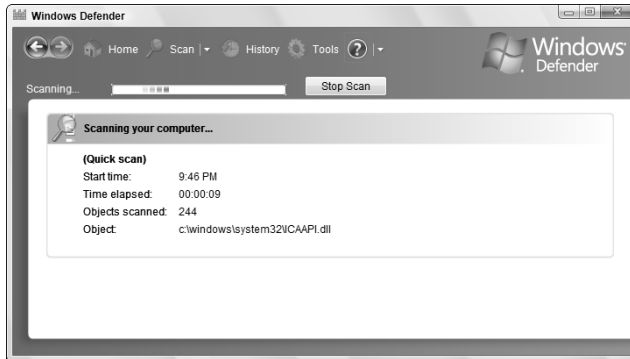 Windows Defender
Home Scan History Tools ?
Windows
Defender
Scanning... Stop Scan
Scanning your computer...
(Quick scan)
Start time: 9:46 PM
Time elapsed: 00:00:09
Objects scanned: 244
Object: c:\windows\system32\ICAAPI.dll